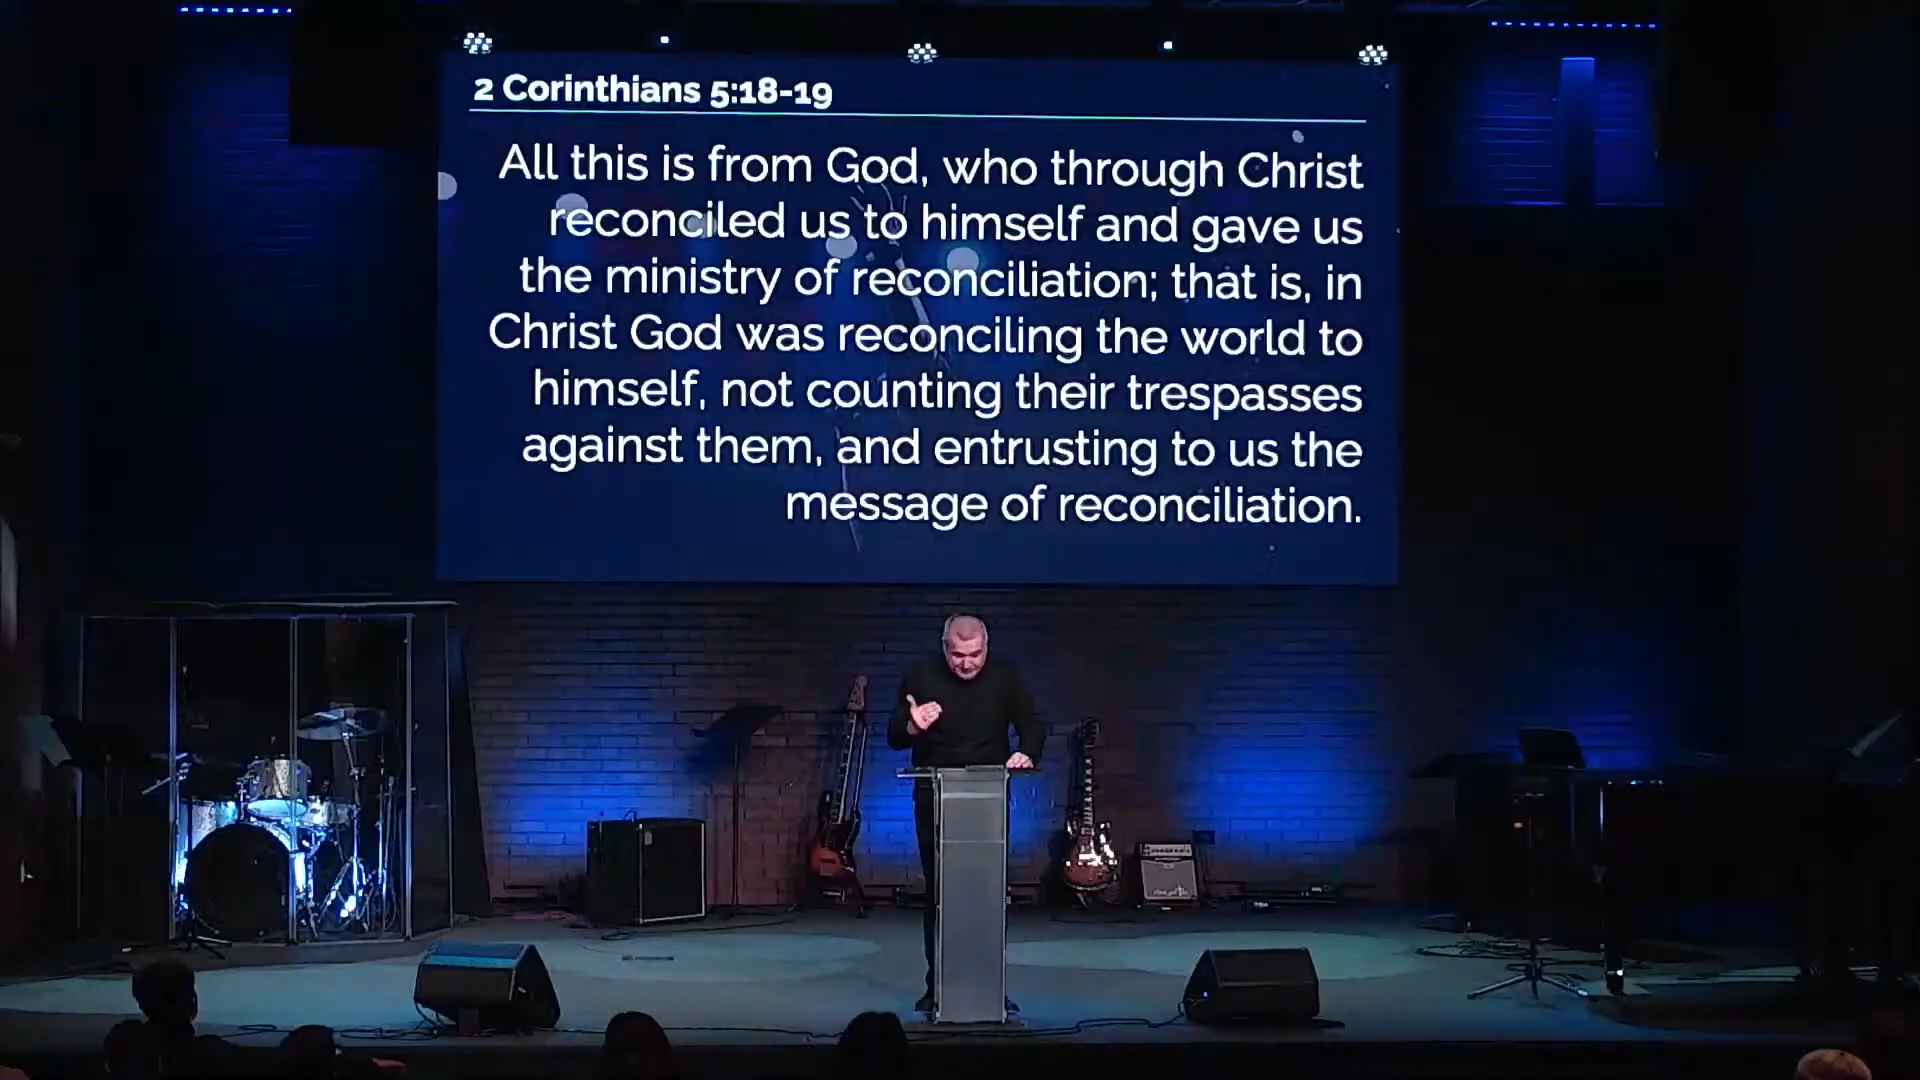 2 Corinthians 5:18-19
All this is from God, who through Christ
reconciled us to himself and gave us
the ministry of reconciliation; that is, in
Christ God was reconciling the world to
himself, not counting their trespasses
against them, and entrusting to us the
message of reconciliation.